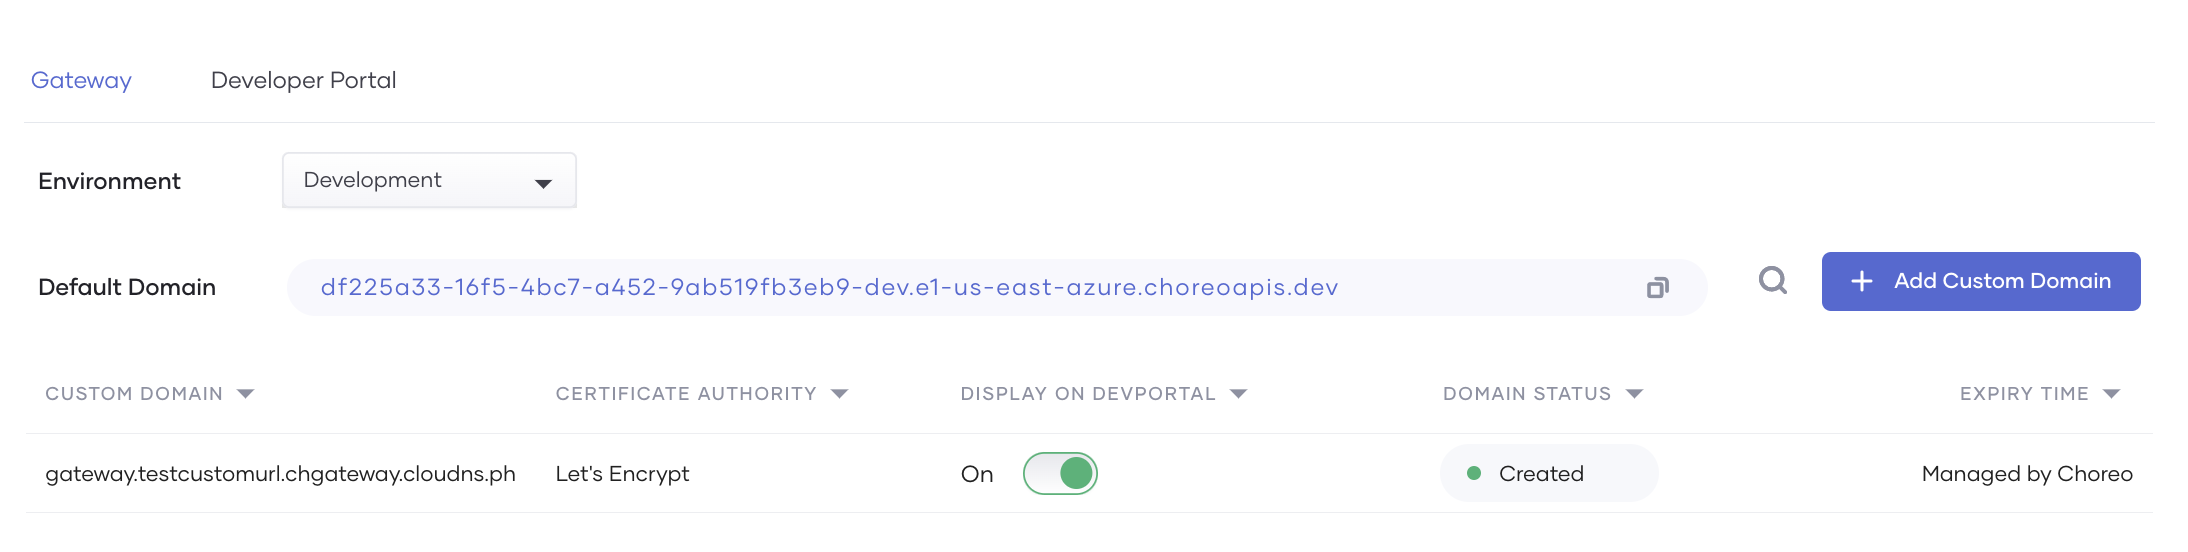 Gateway Developer Portal
Environment Development
Default Domain df225a33-16f5-4bc7-a452-9ab519fb3eb9-dev.e1-us-east-azure.choreoapis.dev Add Custom Domain
CUSTOM DOMAIN CERTIFICATE AUTHORITY DISPLAY ON DEVPORTAL DOMAIN STATUS EXPIRY TIME
gateway.testcustomurl.chgateway.cloudns.ph Let's Encrypt On Created Managed by Choreo